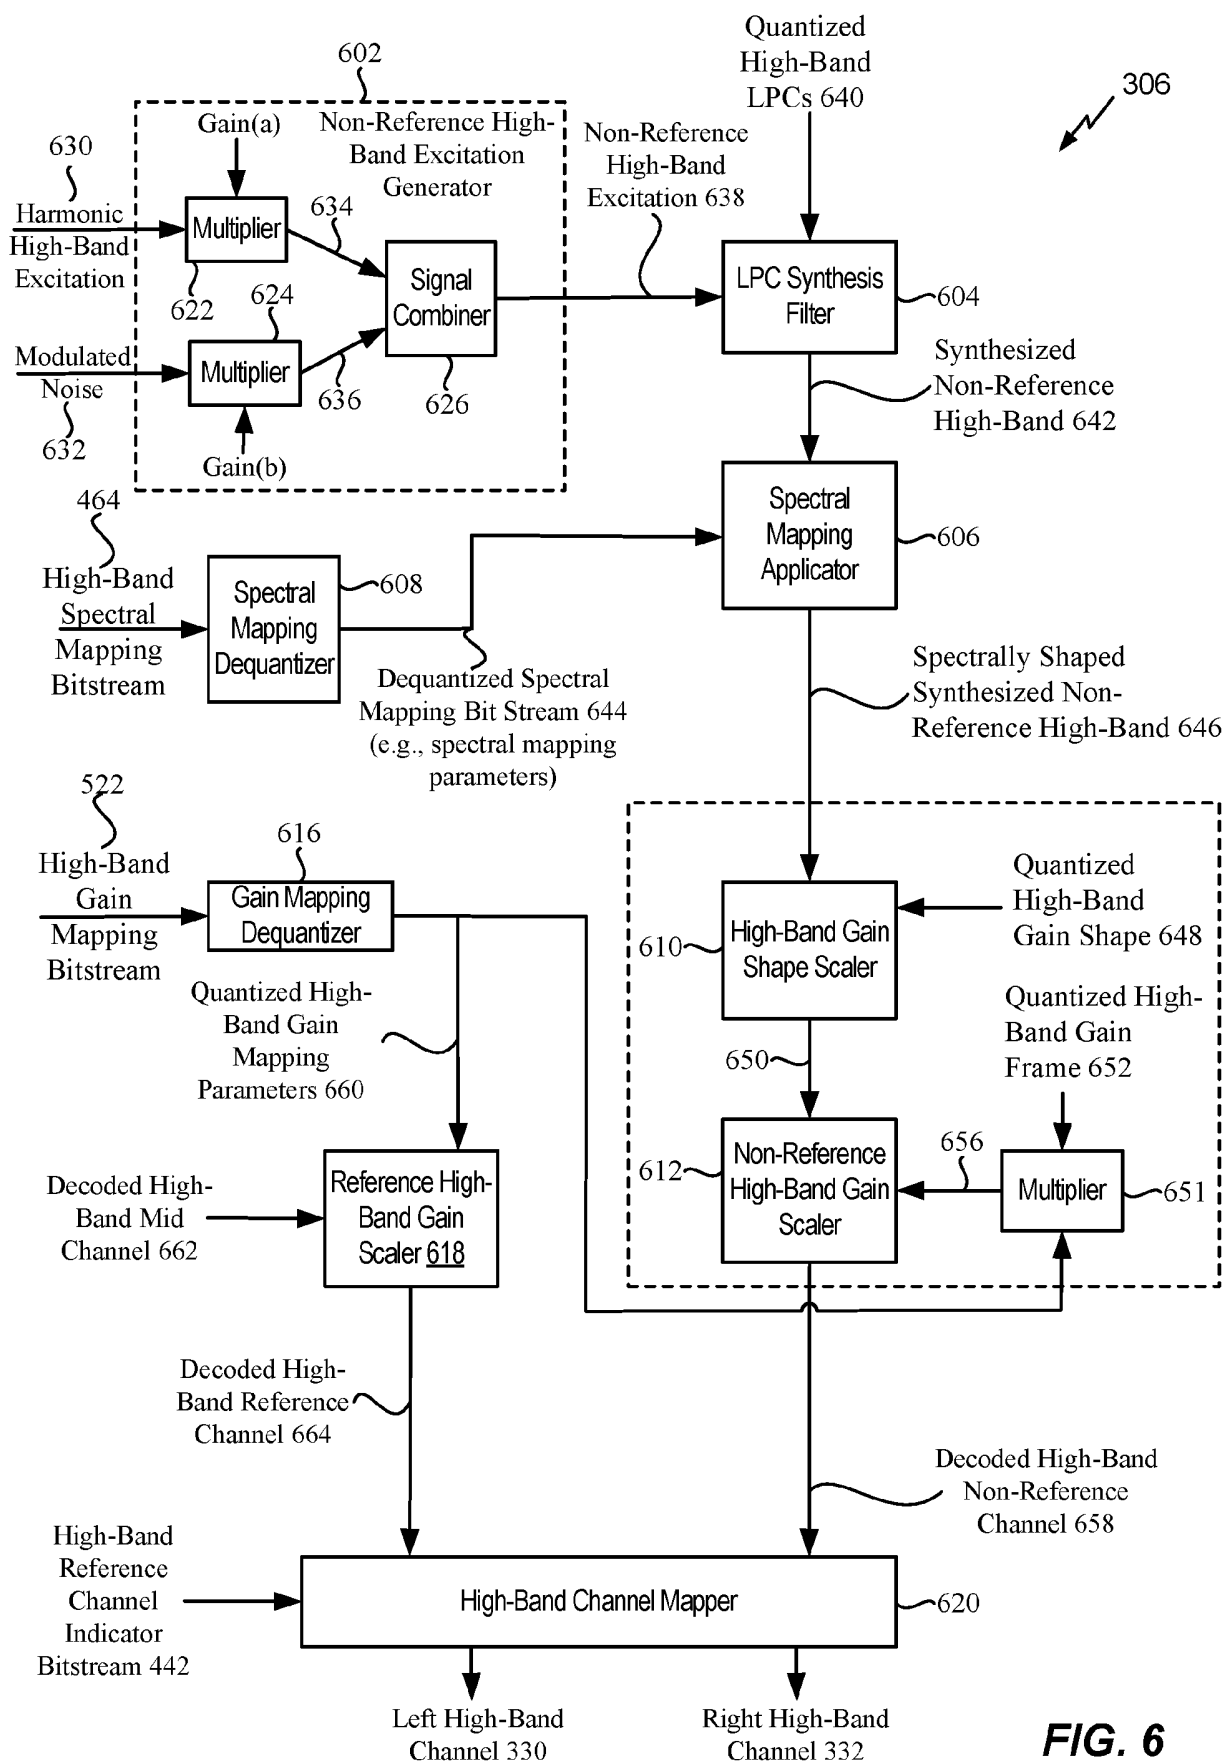 Quantized
High-Band
LPCs 640
306
602
Gain(a)
Non-Reference High-
Band Excitation
Generator
Non-Reference
High-Band
Excitation 638
630
Harmonic
High-Band
Excitation
Multiplier
622
634
624
Signal
Combiner
626
LPC Synthesis
Filter
604
Modulated
Noise
632
Multiplier
636
Gain(b)
Synthesized
Non-Reference
High-Band 642
464
High-Band
Spectral
Mapping
Bitstream
Spectral
Mapping
Dequantizer
608
Spectral
Mapping
Applicator
606
Dequantized Spectral
Mapping Bit Stream 644
(e.g., spectral mapping
parameters)
Spectrally Shaped
Synthesized Non-
Reference High-Band 646
522
High-Band
Gain
Mapping
Bitstream
616
Gain Mapping
Dequantizer
610
High-Band Gain
Shape Scaler
Quantized
High-Band
Gain Shape 648
Quantized High-
Band Gain
Mapping
Parameters 660
650
Quantized High-
Band Gain
Frame 652
Decoded High-
Band Mid
Channel 662
Reference High-
Band Gain
Scaler 618
612
Non-Reference
High-Band Gain
Scaler
656
Multiplier
651
Decoded High-
Band Reference
Channel 664
Decoded High-Band
Non-Reference
Channel 658
High-Band
Reference
Channel
Indicator
Bitstream 442
High-Band Channel Mapper
620
Left High-Band
Channel 330
Right High-Band
Channel 332
FIG. 6